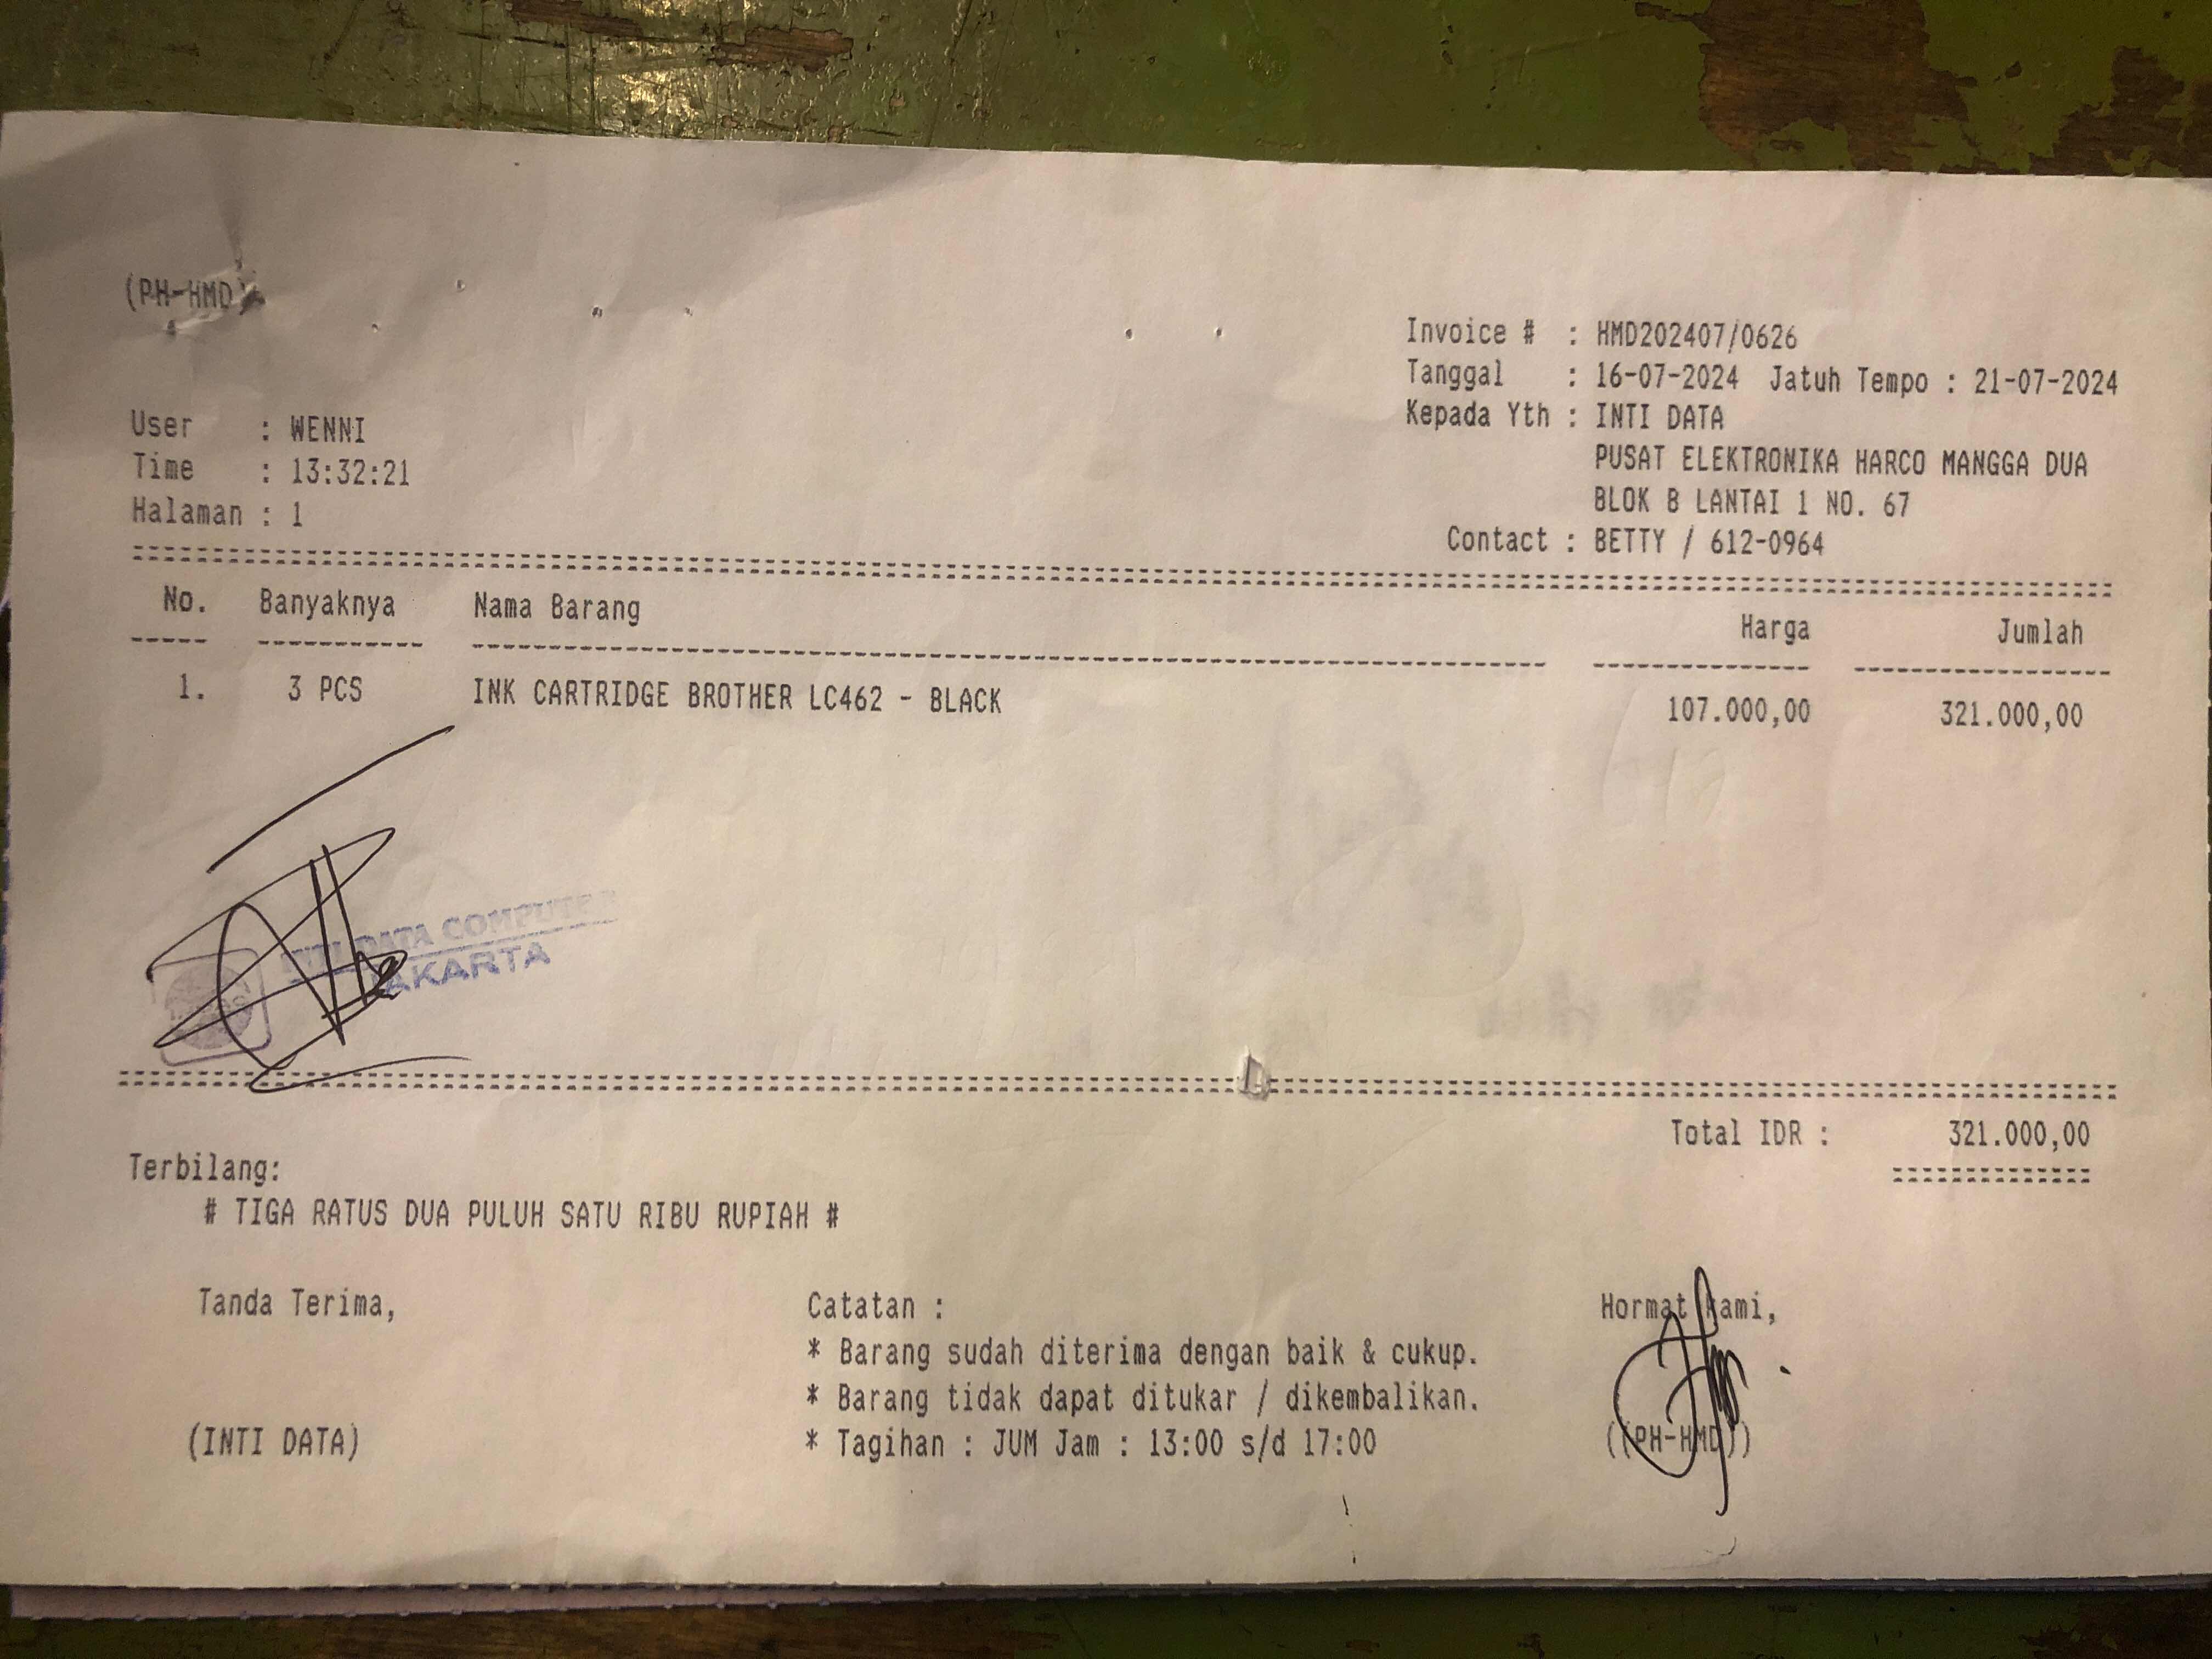 (PH-HMD)
Invoice # : HMD202407/0626
Tanggal : 16-07-2024 Jatuh Tempo : 21-07-2024
Kepada Yth : INTI DATA
PUSAT ELEKTRONIKA HARCO MANGGA DUA
BLOK B LANTAI 1 NO. 67
Contact : BETTY / 612-0964
User : WENNI
Time : 13:32:21
Halaman : 1
No. Banyaknya Nama Barang Harga Jumlah
1. 3 PCS INK CARTRIDGE BROTHER LC462 - BLACK 107.000,00 321.000,00
INTI DATA COMPUTER
JAKARTA
Total IDR : 321.000,00
Terbilang:
# TIGA RATUS DUA PULUH SATU RIBU RUPIAH #
Tanda Terima,
(INTI DATA)
Catatan :
* Barang sudah diterima dengan baik & cukup.
* Barang tidak dapat ditukar / dikembalikan.
* Tagihan : JUM Jam : 13:00 s/d 17:00
Hormat Kami,
((PH-HMD))